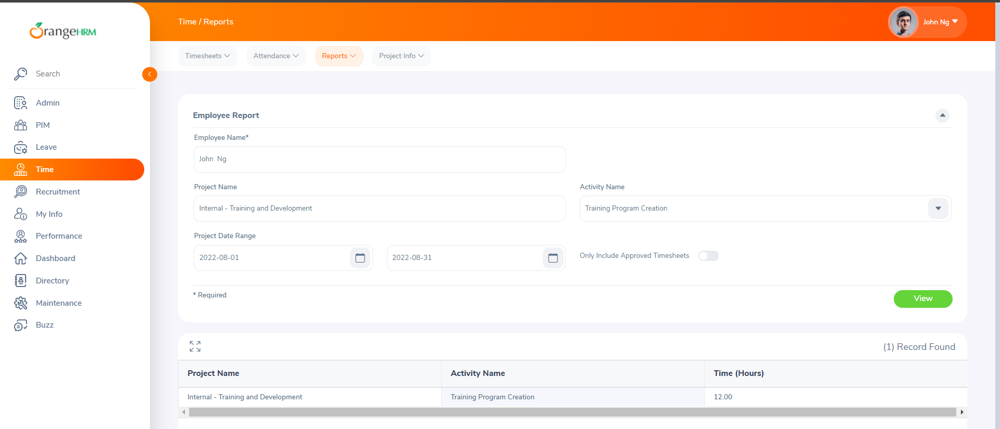 OrangeHRM
Time / Reports
John Ng
Timesheets
Attendance
Reports
Project Info
Search
Admin
PIM
Leave
Time
Recruitment
My Info
Performance
Dashboard
Directory
Maintenance
Buzz
Employee Report
Employee Name*
John  Ng
Project Name
Activity Name
Internal - Training and Development
Training Program Creation
Project Date Range
2022-08-01
2022-08-31
Only Include Approved Timesheets
* Required
View
(1) Record Found
Project Name
Activity Name
Time (Hours)
Internal - Training and Development
Training Program Creation
12.00